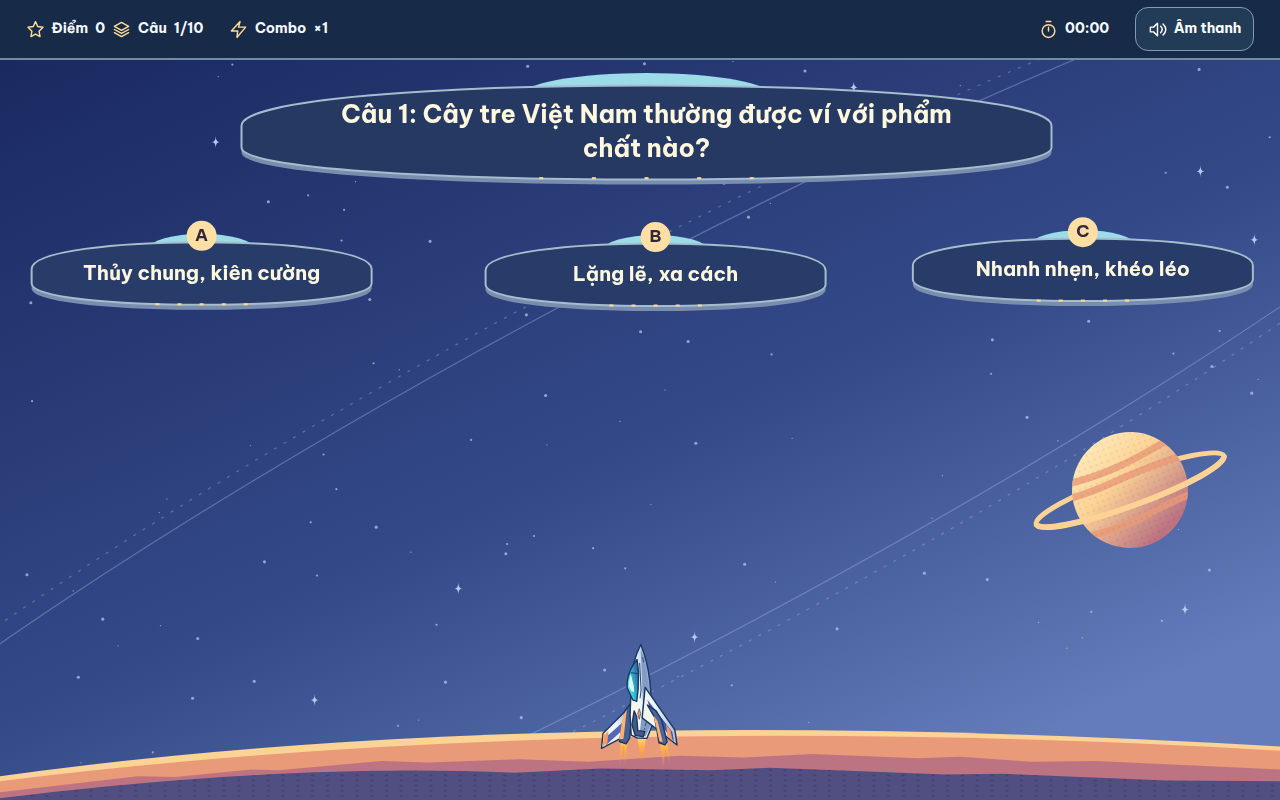 Điểm 0 Câu 1/10 Combo ×1 00:00 Âm thanh
Câu 1: Cây tre Việt Nam thường được ví với phẩm
chất nào?
A
Thủy chung, kiên cường
B
Lặng lẽ, xa cách
C
Nhanh nhẹn, khéo léo